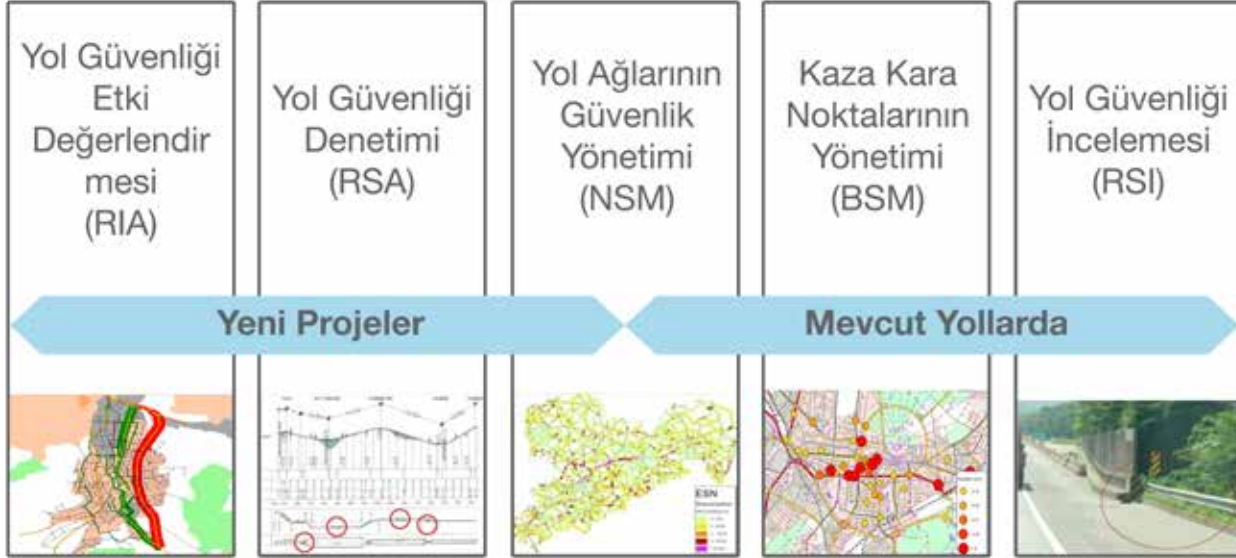 Yol Güvenliği
Etki
Değerlendir
mesi
(RIA)
Yol Güvenliği
Denetimi
(RSA)
Yol Ağlarının
Güvenlik
Yönetimi
(NSM)
Kaza Kara
Noktalarının
Yönetimi
(BSM)
Yol Güvenliği
İncelemesi
(RSI)
Yeni Projeler
Mevcut Yollarda
ESN